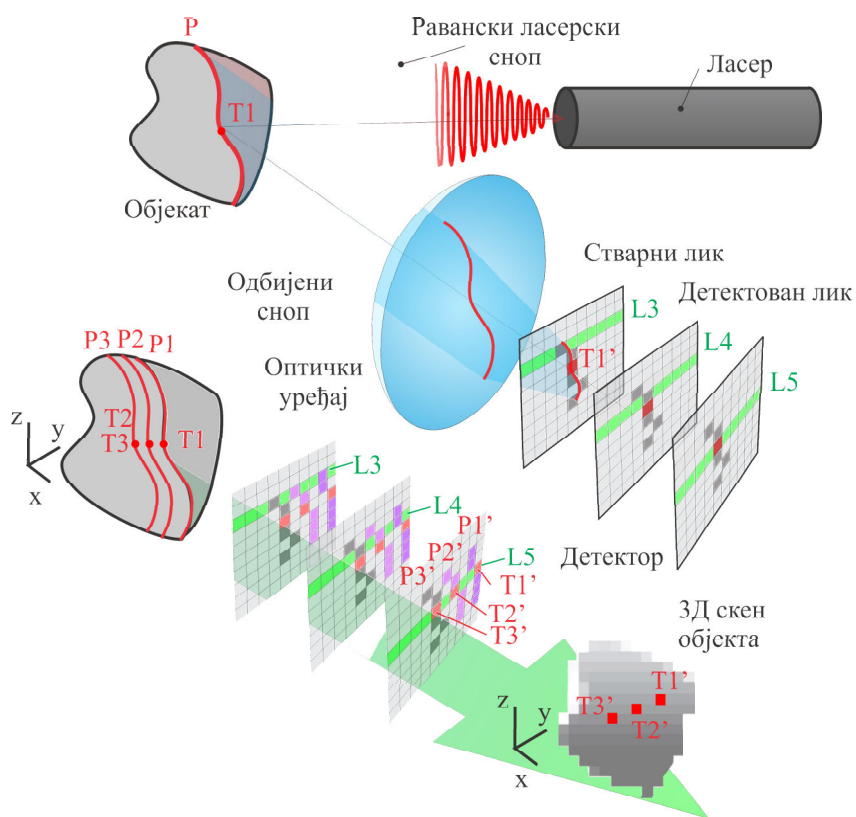 P
Равански ласерски
сноп
Ласер
T1
Објекат
Стварни лик
Одбијени
сноп
Детектован лик
L3
L4
T1’
L5
P3
P2
P1
Оптички
уређај
z
y
x
T2
T3
T1
L3
L4
P1’
P2’
L5
P3’
T1’
T2’
T3’
Детектор
3Д скен
објекта
T1’
T3’
T2’
z
y
x